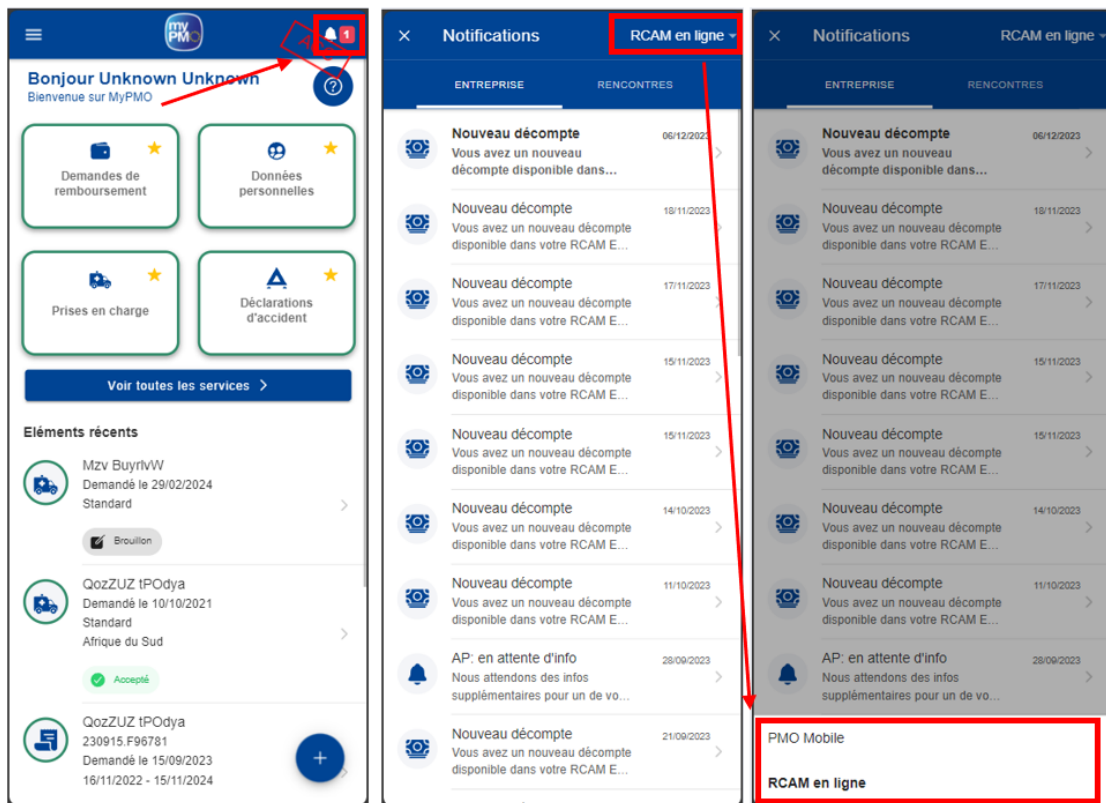 my
PMO
1
Bonjour Unknown Unknown
Bienvenue sur MyPMO
Demandes de
remboursement
Données
personnelles
Prises en charge
Déclarations
d'accident
Voir toutes les services
Eléments récents
Mzv BuyrlvW
Demandé le 29/02/2024
Standard
Brouillon
QozZUZ tPOdya
Demandé le 10/10/2021
Standard
Afrique du Sud
Accepté
QozZUZ tPOdya
230915.F96781
Demandé le 15/09/2023
16/11/2022 - 15/11/2024
Notifications RCAM en ligne
ENTREPRISE RENCONTRES
Nouveau décompte 06/12/2023
Vous avez un nouveau
décompte disponible dans...
Nouveau décompte 18/11/2023
Vous avez un nouveau décompte
disponible dans votre RCAM E...
Nouveau décompte 17/11/2023
Vous avez un nouveau décompte
disponible dans votre RCAM E...
Nouveau décompte 15/11/2023
Vous avez un nouveau décompte
disponible dans votre RCAM E...
Nouveau décompte 15/11/2023
Vous avez un nouveau décompte
disponible dans votre RCAM E...
Nouveau décompte 14/10/2023
Vous avez un nouveau décompte
disponible dans votre RCAM E...
Nouveau décompte 11/10/2023
Vous avez un nouveau décompte
disponible dans votre RCAM E...
AP: en attente d'info 28/09/2023
Nous attendons des infos
supplémentaires pour un de vo...
Nouveau décompte 21/09/2023
Vous avez un nouveau décompte
disponible dans votre RCAM E...
Notifications RCAM en ligne
ENTREPRISE RENCONTRES
Nouveau décompte 06/12/2023
Vous avez un nouveau
décompte disponible dans...
Nouveau décompte 18/11/2023
Vous avez un nouveau décompte
disponible dans votre RCAM E...
Nouveau décompte 17/11/2023
Vous avez un nouveau décompte
disponible dans votre RCAM E...
Nouveau décompte 15/11/2023
Vous avez un nouveau décompte
disponible dans votre RCAM E...
Nouveau décompte 15/11/2023
Vous avez un nouveau décompte
disponible dans votre RCAM E...
Nouveau décompte 14/10/2023
Vous avez un nouveau décompte
disponible dans votre RCAM E...
Nouveau décompte 11/10/2023
Vous avez un nouveau décompte
disponible dans votre RCAM E...
AP: en attente d'info 28/09/2023
Nous attendons des infos
supplémentaires pour un de vo...
PMO Mobile
RCAM en ligne